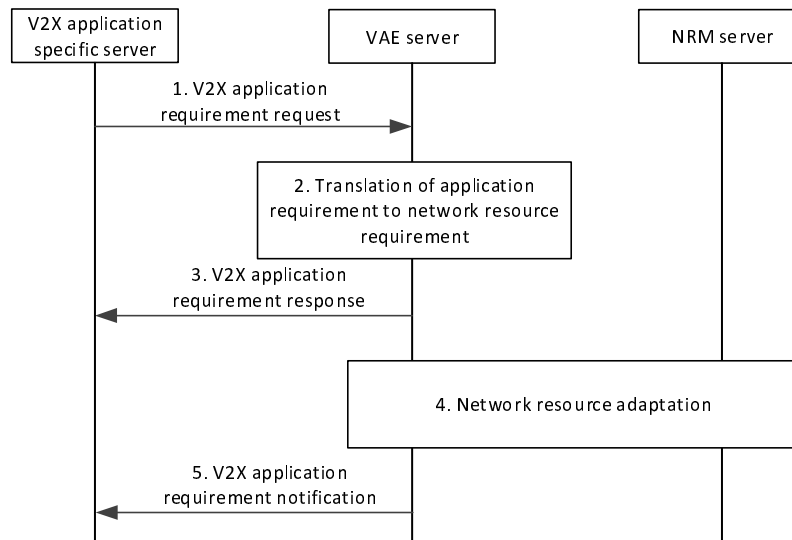 V2X application
specific server
VAE server
NRM server
1. V2X application
requirement request
2. Translation of application
requirement to network resource
requirement
3. V2X application
requirement response
4. Network resource adaptation
5. V2X application
requirement notification